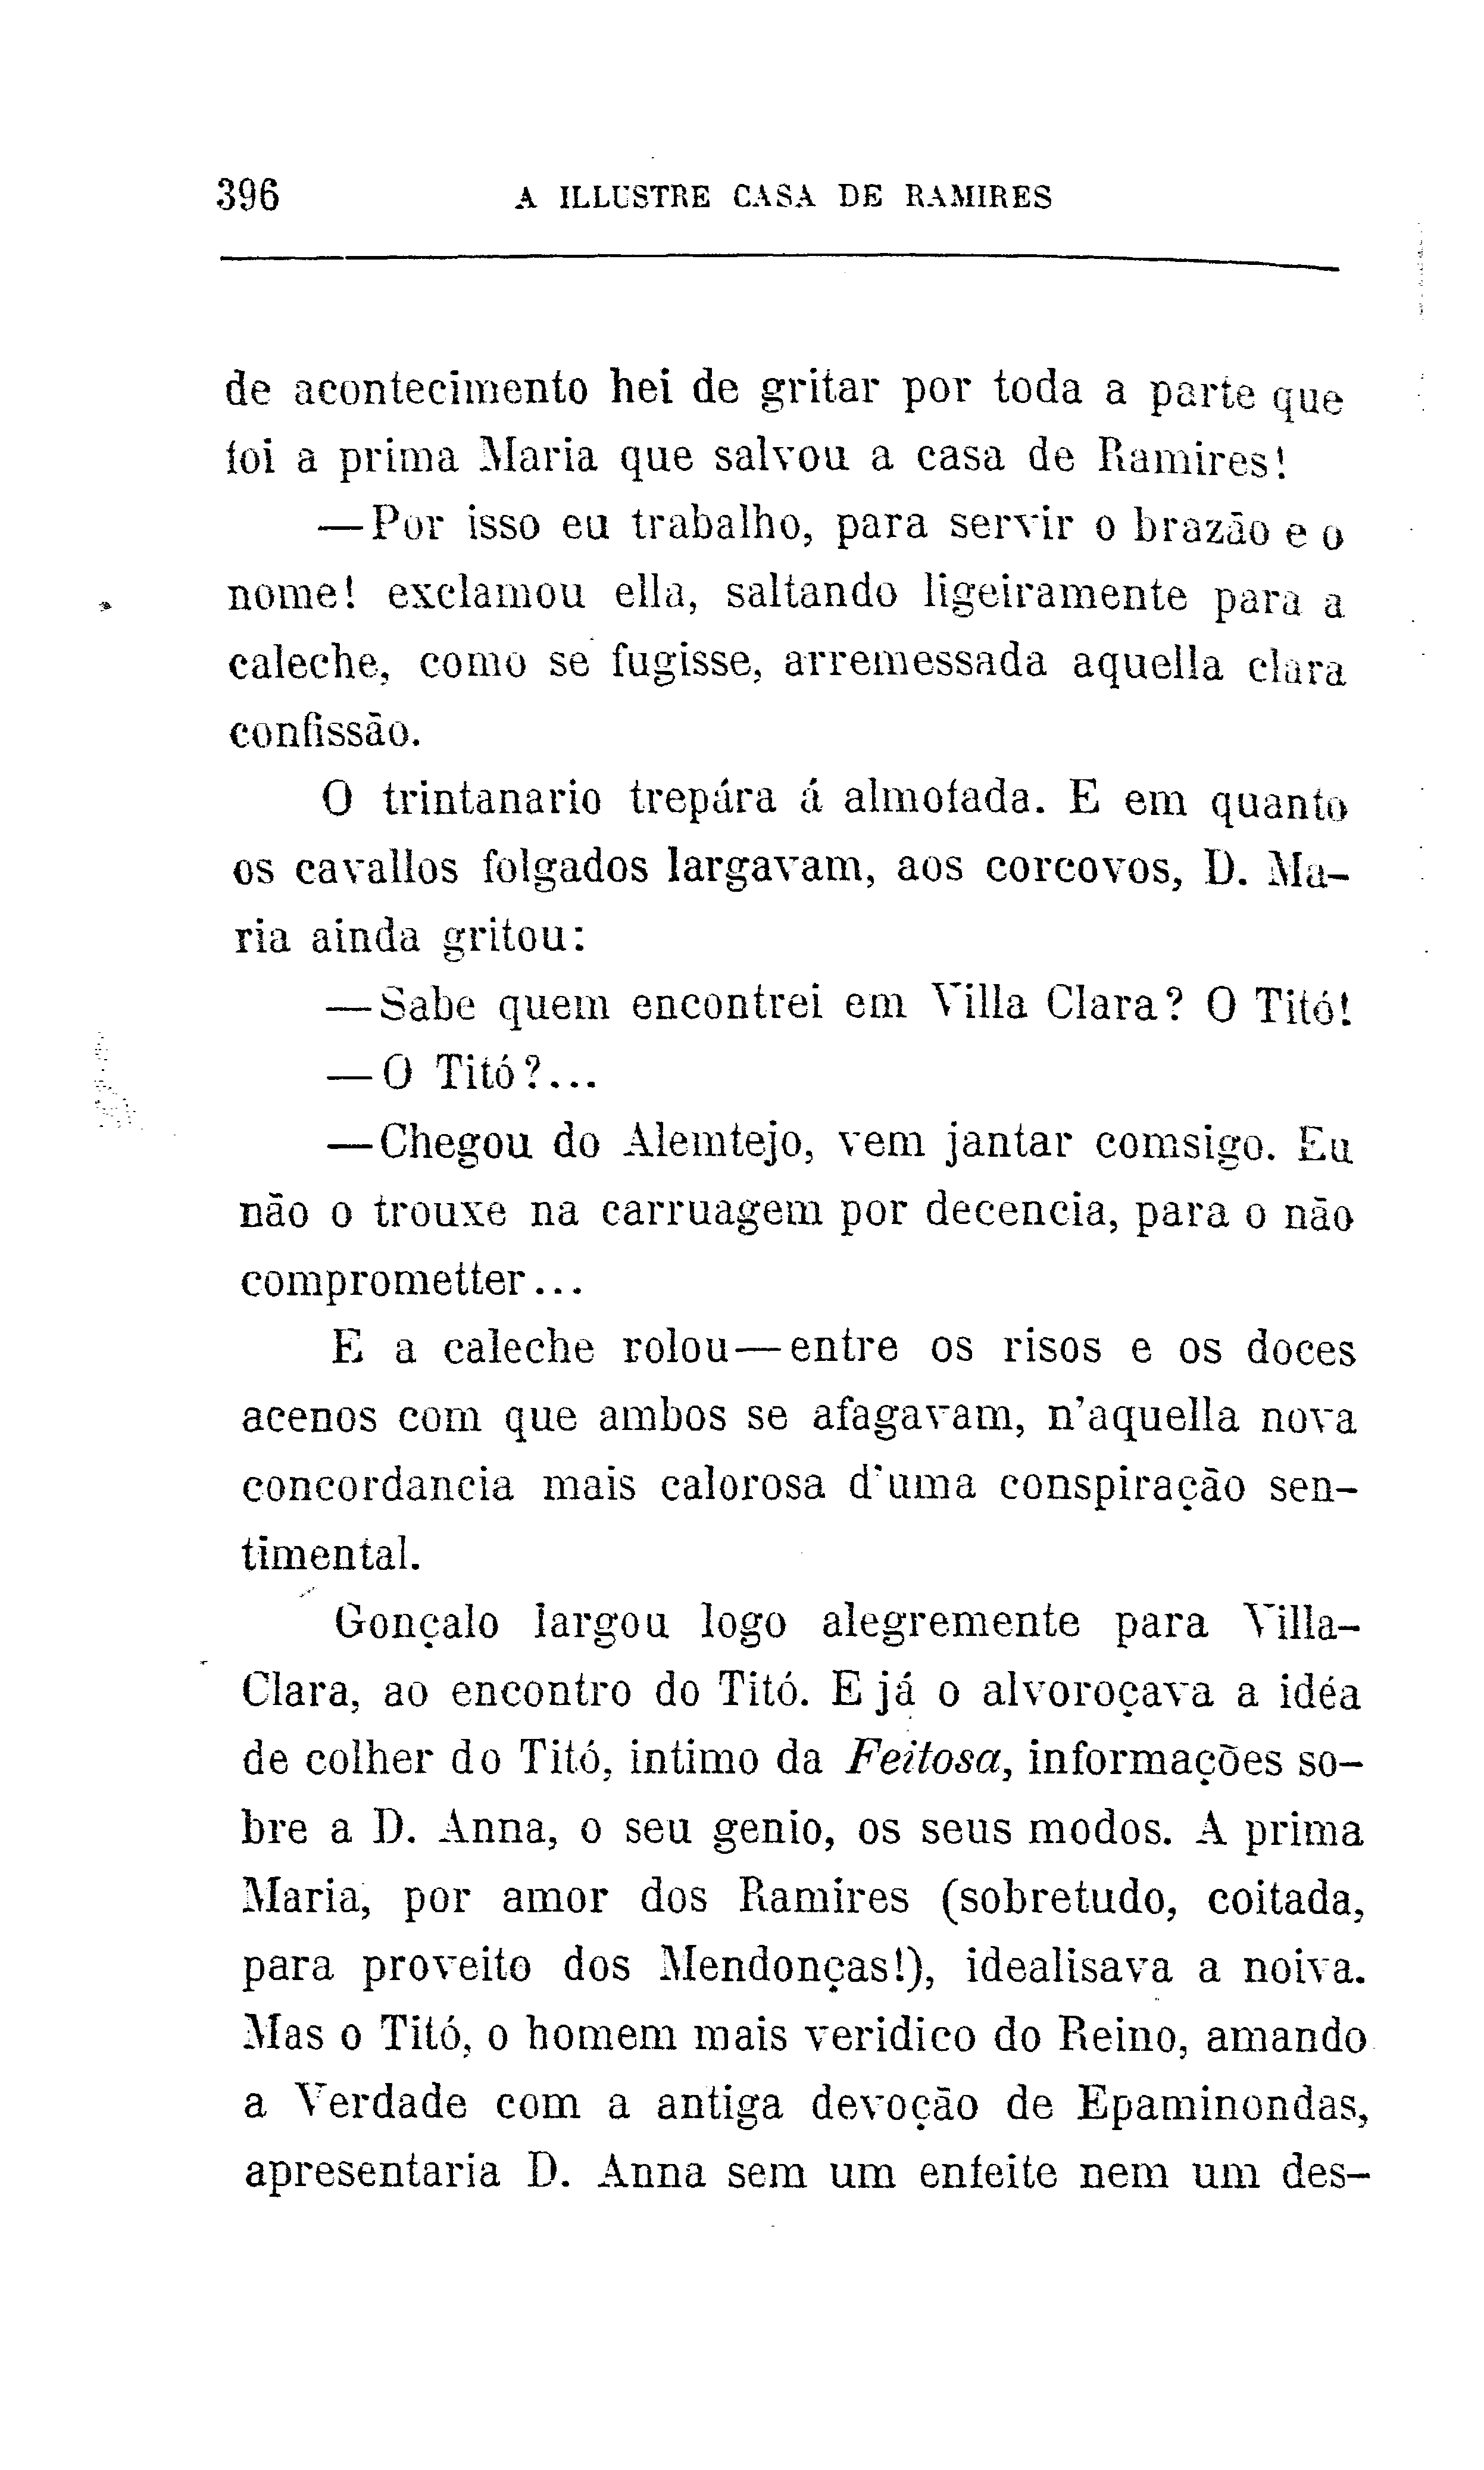 396 A ILLUSTRE CASA DE RAMIRES
de acontecimento hei de gritar por toda a parte que
foi a prima Maria que salvou a casa de Ramires!
—Por isso eu trabalho, para servir o brazão e o
nome! exclamou ella, saltando ligeiramente para a
caleche, como se fugisse, arremessada aquella clara
confissão.
O trintanario trepára á almofada. E em quanto
os cavallos folgados largavam, aos corcovos, D. Ma-
ria ainda gritou:
—Sabe quem encontrei em Villa Clara? O Titó!
—O Titó?...
—Chegou do Alemtejo, vem jantar comsigo. Eu
não o trouxe na carruagem por decencia, para o não
comprometter...
E a caleche rolou—entre os risos e os doces
acenos com que ambos se afagavam, n'aquella nova
concordancia mais calorosa d'uma conspiração sen-
timental.
Gonçalo largou logo alegremente para Villa-
Clara, ao encontro do Titó. E já o alvoroçava a idéa
de colher do Titó, intimo da Feitosa, informações so-
bre a D. Anna, o seu genio, os seus modos. A prima
Maria, por amor dos Ramires (sobretudo, coitada,
para proveito dos Mendonças!), idealisava a noiva.
Mas o Titó, o homem mais veridico do Reino, amando
a Verdade com a antiga devoção de Epaminondas,
apresentaria D. Anna sem um enfeite nem um des-